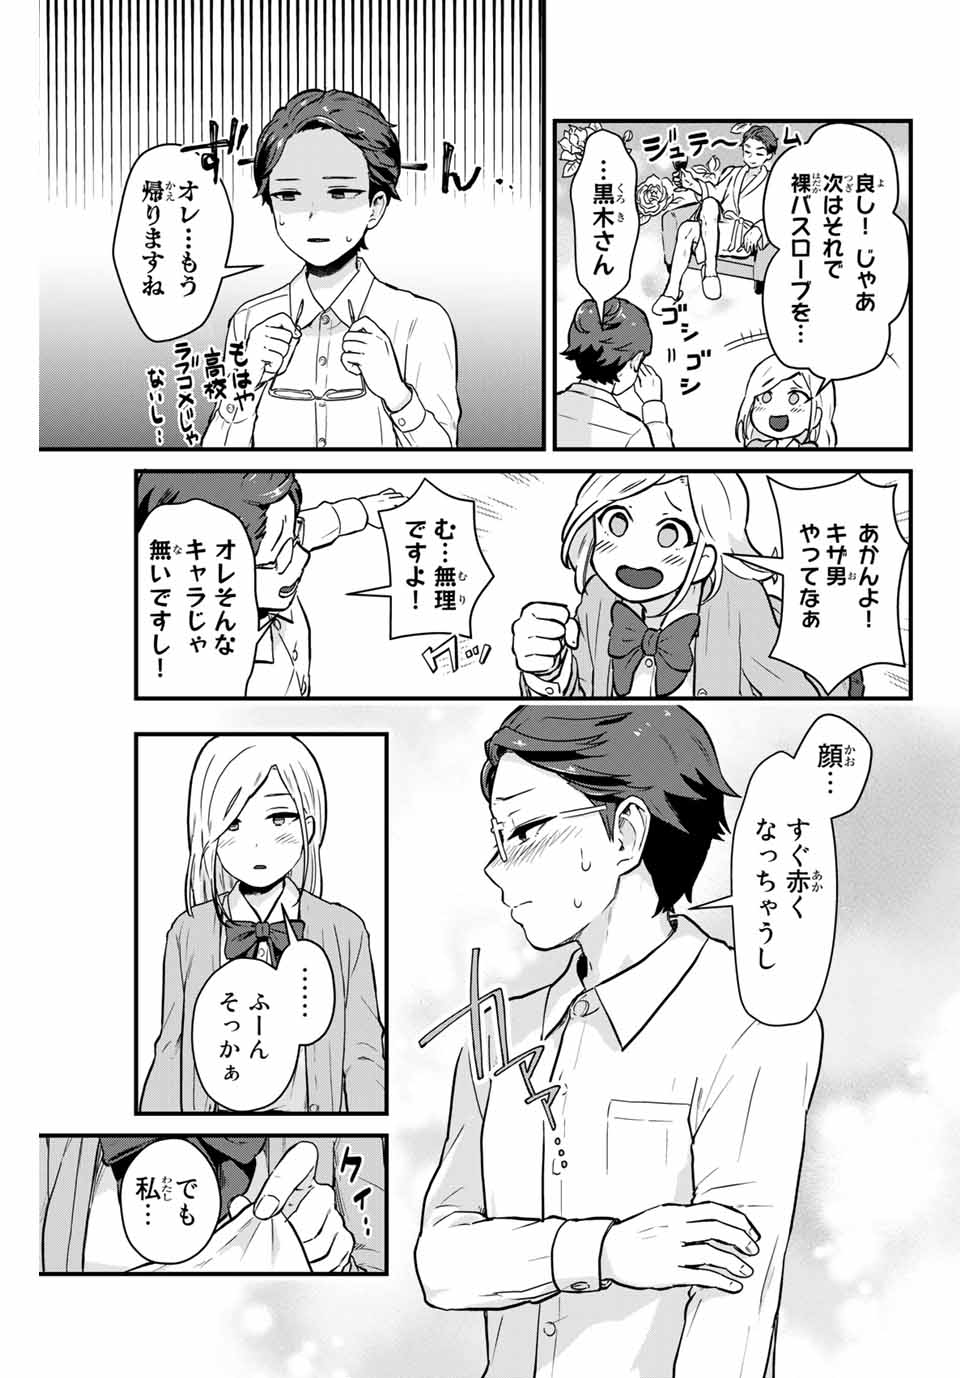 良し！じゃあ
次はそれで
裸バスローブを…
ジュテ～ム
…黒木さん
ゴシゴシ
ず～ん…
オレ…もう
帰りますね
もはや
高校
ラブコメじゃ
ないし…
あかんよ！
キザ男
やってなぁ
む…無理
ですよ！
オレそんな
キャラじゃ
無いですし！
顔…
すぐ赤く
なっちゃうし
カァァ…
……
ふーん
そっかぁ
クイ…
でも
私…